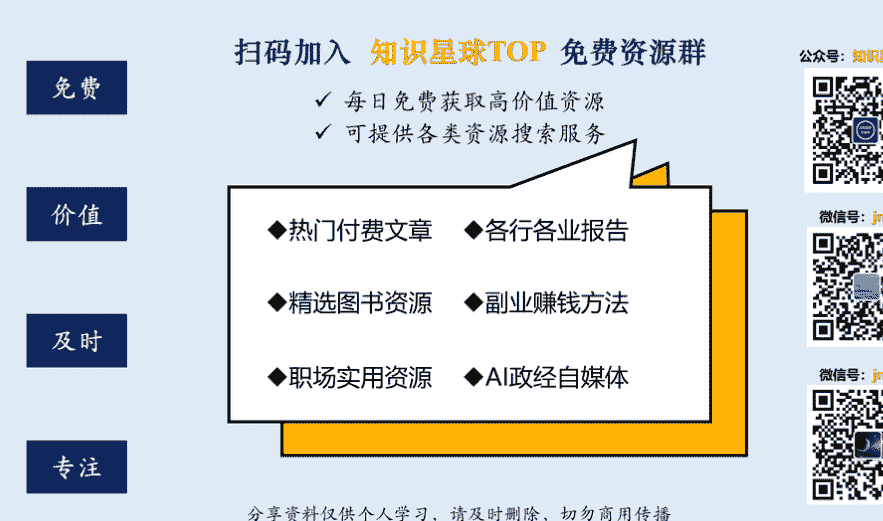 扫码加入 知识星球TOP 免费资源群
每日免费获取高价值资源
可提供各类资源搜索服务
免费
价值
及时
专注
热门付费文章 各行各业报告
精选图书资源 副业赚钱方法
职场实用资源 AI政经自媒体
公众号：知识
微信号：
微信号：
分享资料仅供个人学习，请及时删除，切勿商用传播